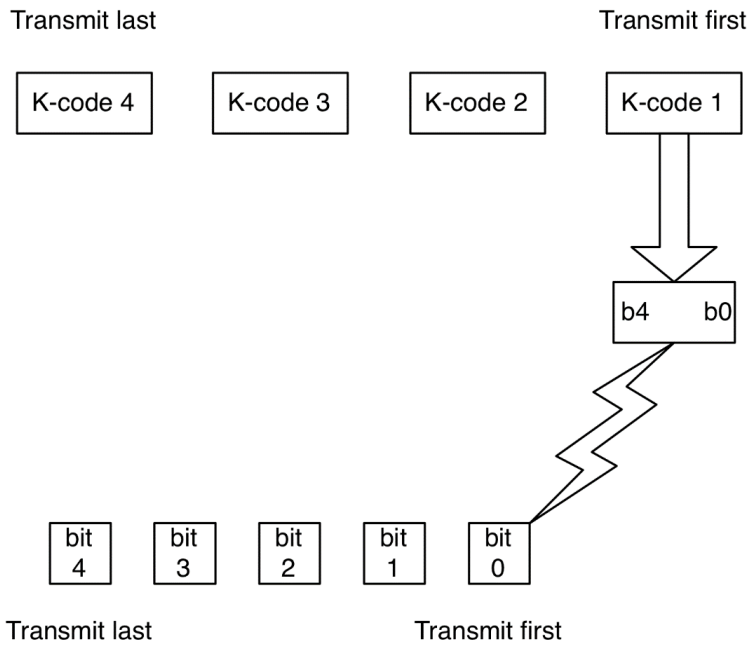 Transmit last Transmit first
K-code 4 K-code 3 K-code 2 K-code 1
b4 b0
bit bit bit bit bit
4 3 2 1 0
Transmit last Transmit first